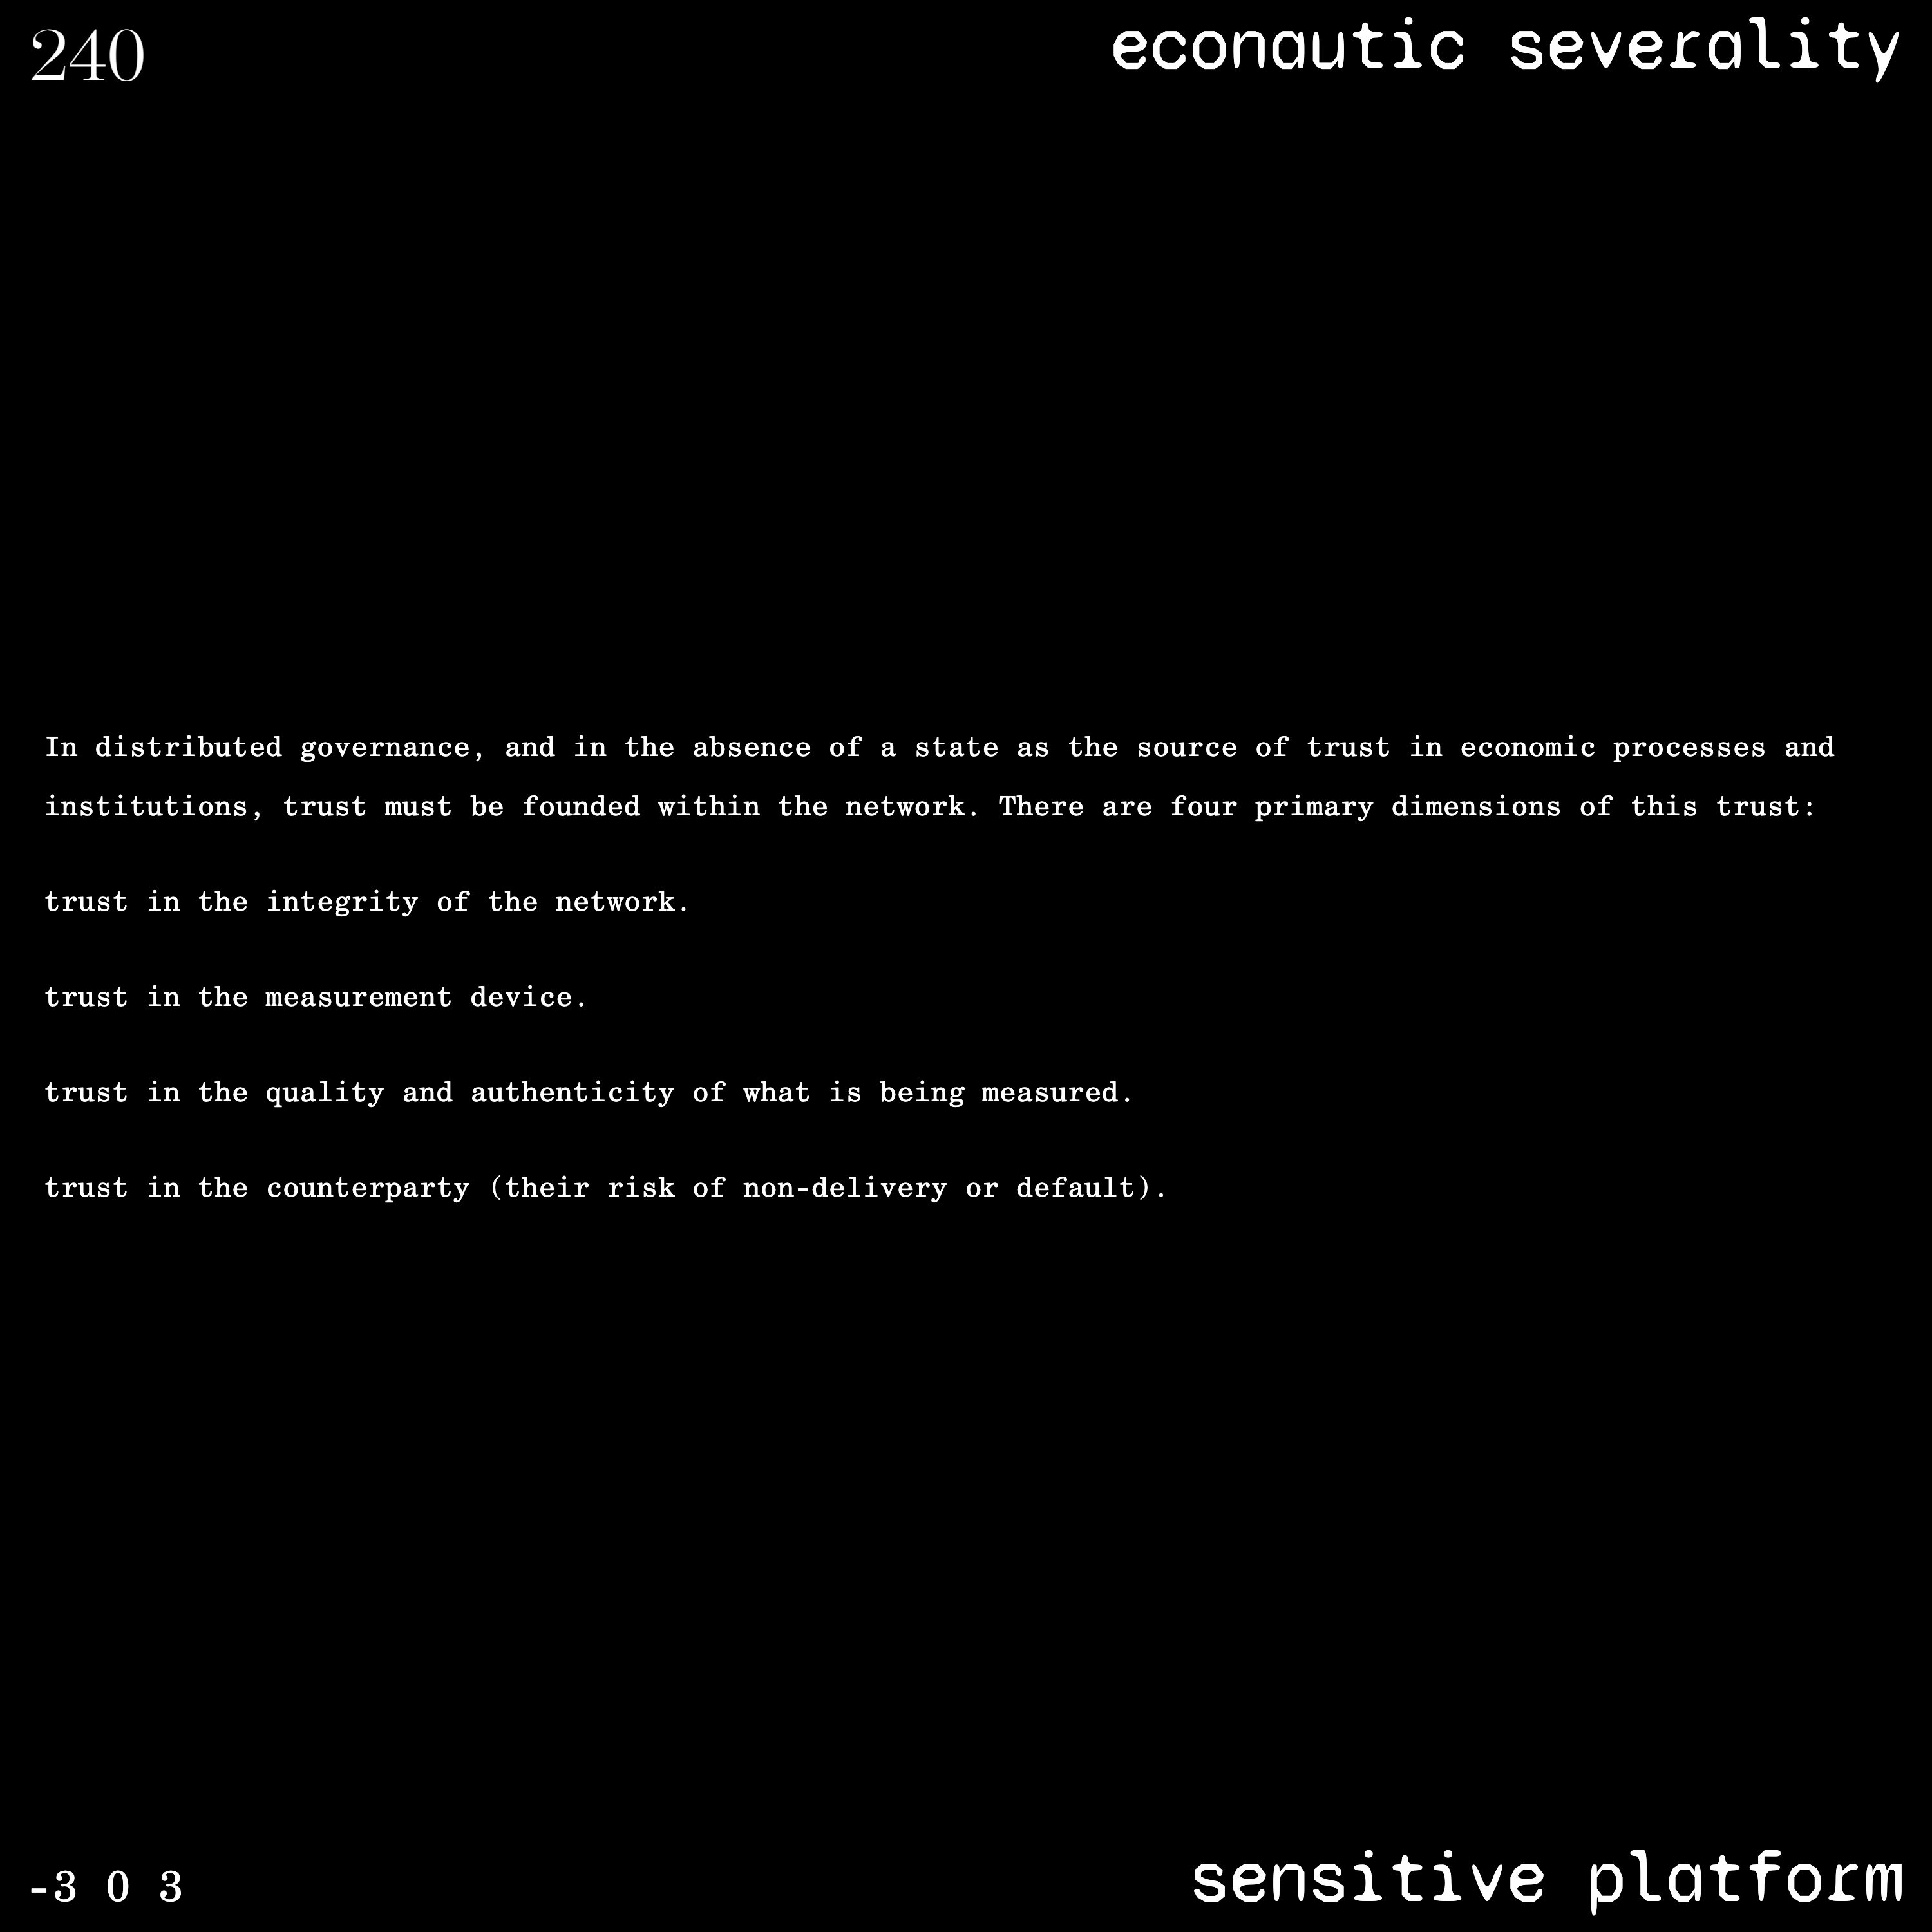 240
econautic severality
In distributed governance, and in the absence of a state as the source of trust in economic processes and
institutions, trust must be founded within the network. There are four primary dimensions of this trust:
trust in the integrity of the network.
trust in the measurement device.
trust in the quality and authenticity of what is being measured.
trust in the counterparty (their risk of non-delivery or default).
-3 0 3
sensitive platform